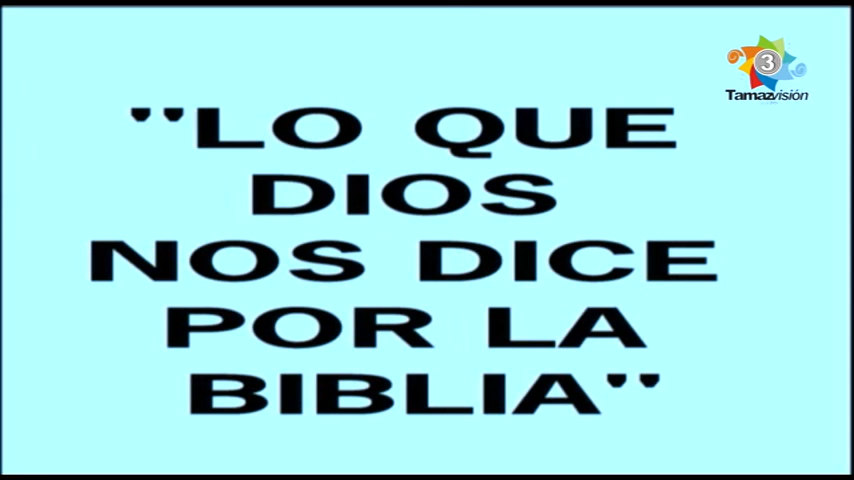 3
Tamazvisión
"LO QUE
DIOS
NOS DICE
POR LA
BIBLIA"